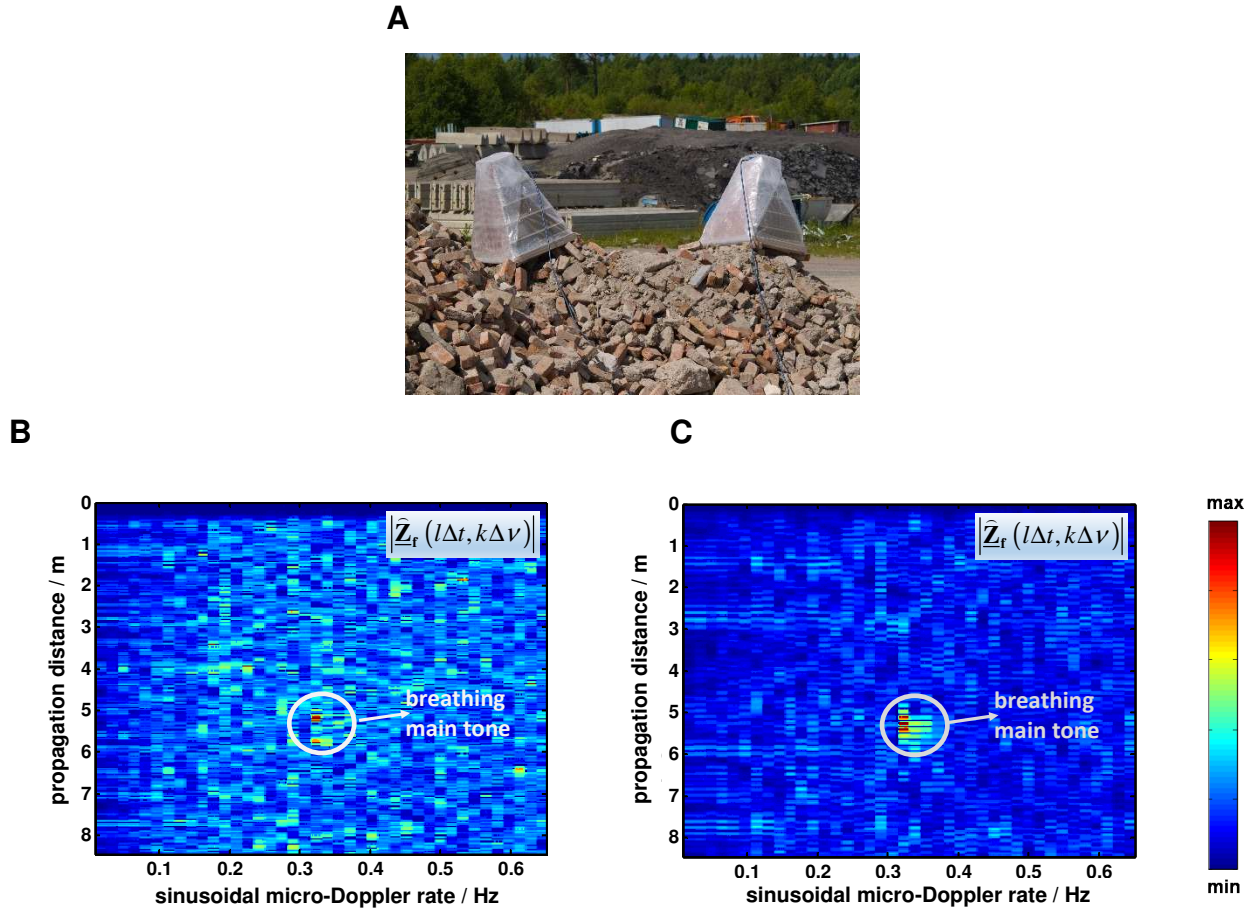 A
B
C
0
1
2
3
4
5
6
7
8
propagation distance / m
|Ẑ_f (lΔt, kΔν)|
breathing
main tone
0.1 0.2 0.3 0.4 0.5 0.6
sinusoidal micro-Doppler rate / Hz
0
1
2
3
4
5
6
7
8
propagation distance / m
|Ẑ_f (lΔt, kΔν)|
breathing
main tone
0.1 0.2 0.3 0.4 0.5 0.6
sinusoidal micro-Doppler rate / Hz
max
min